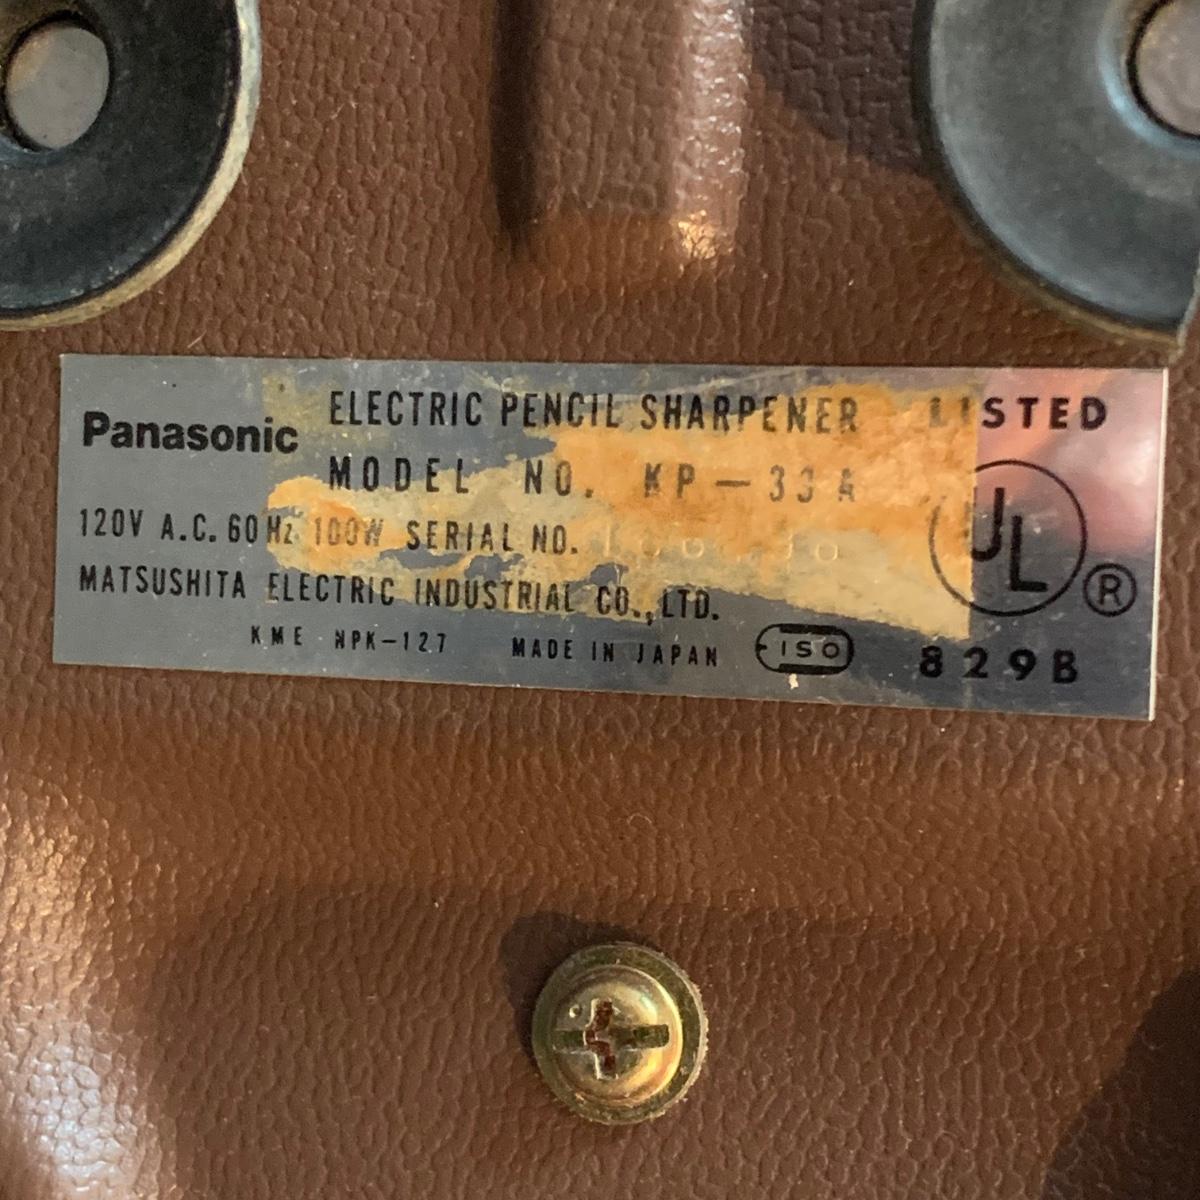 Panasonic
ELECTRIC PENCIL SHARPENER
MODEL NO. KP-33A
120V A.C. 60Hz 100W SERIAL NO.
MATSUSHITA ELECTRIC INDUSTRIAL CO.,LTD.
KME NPK-127 MADE IN JAPAN ISO
LISTED
UL ®
829B